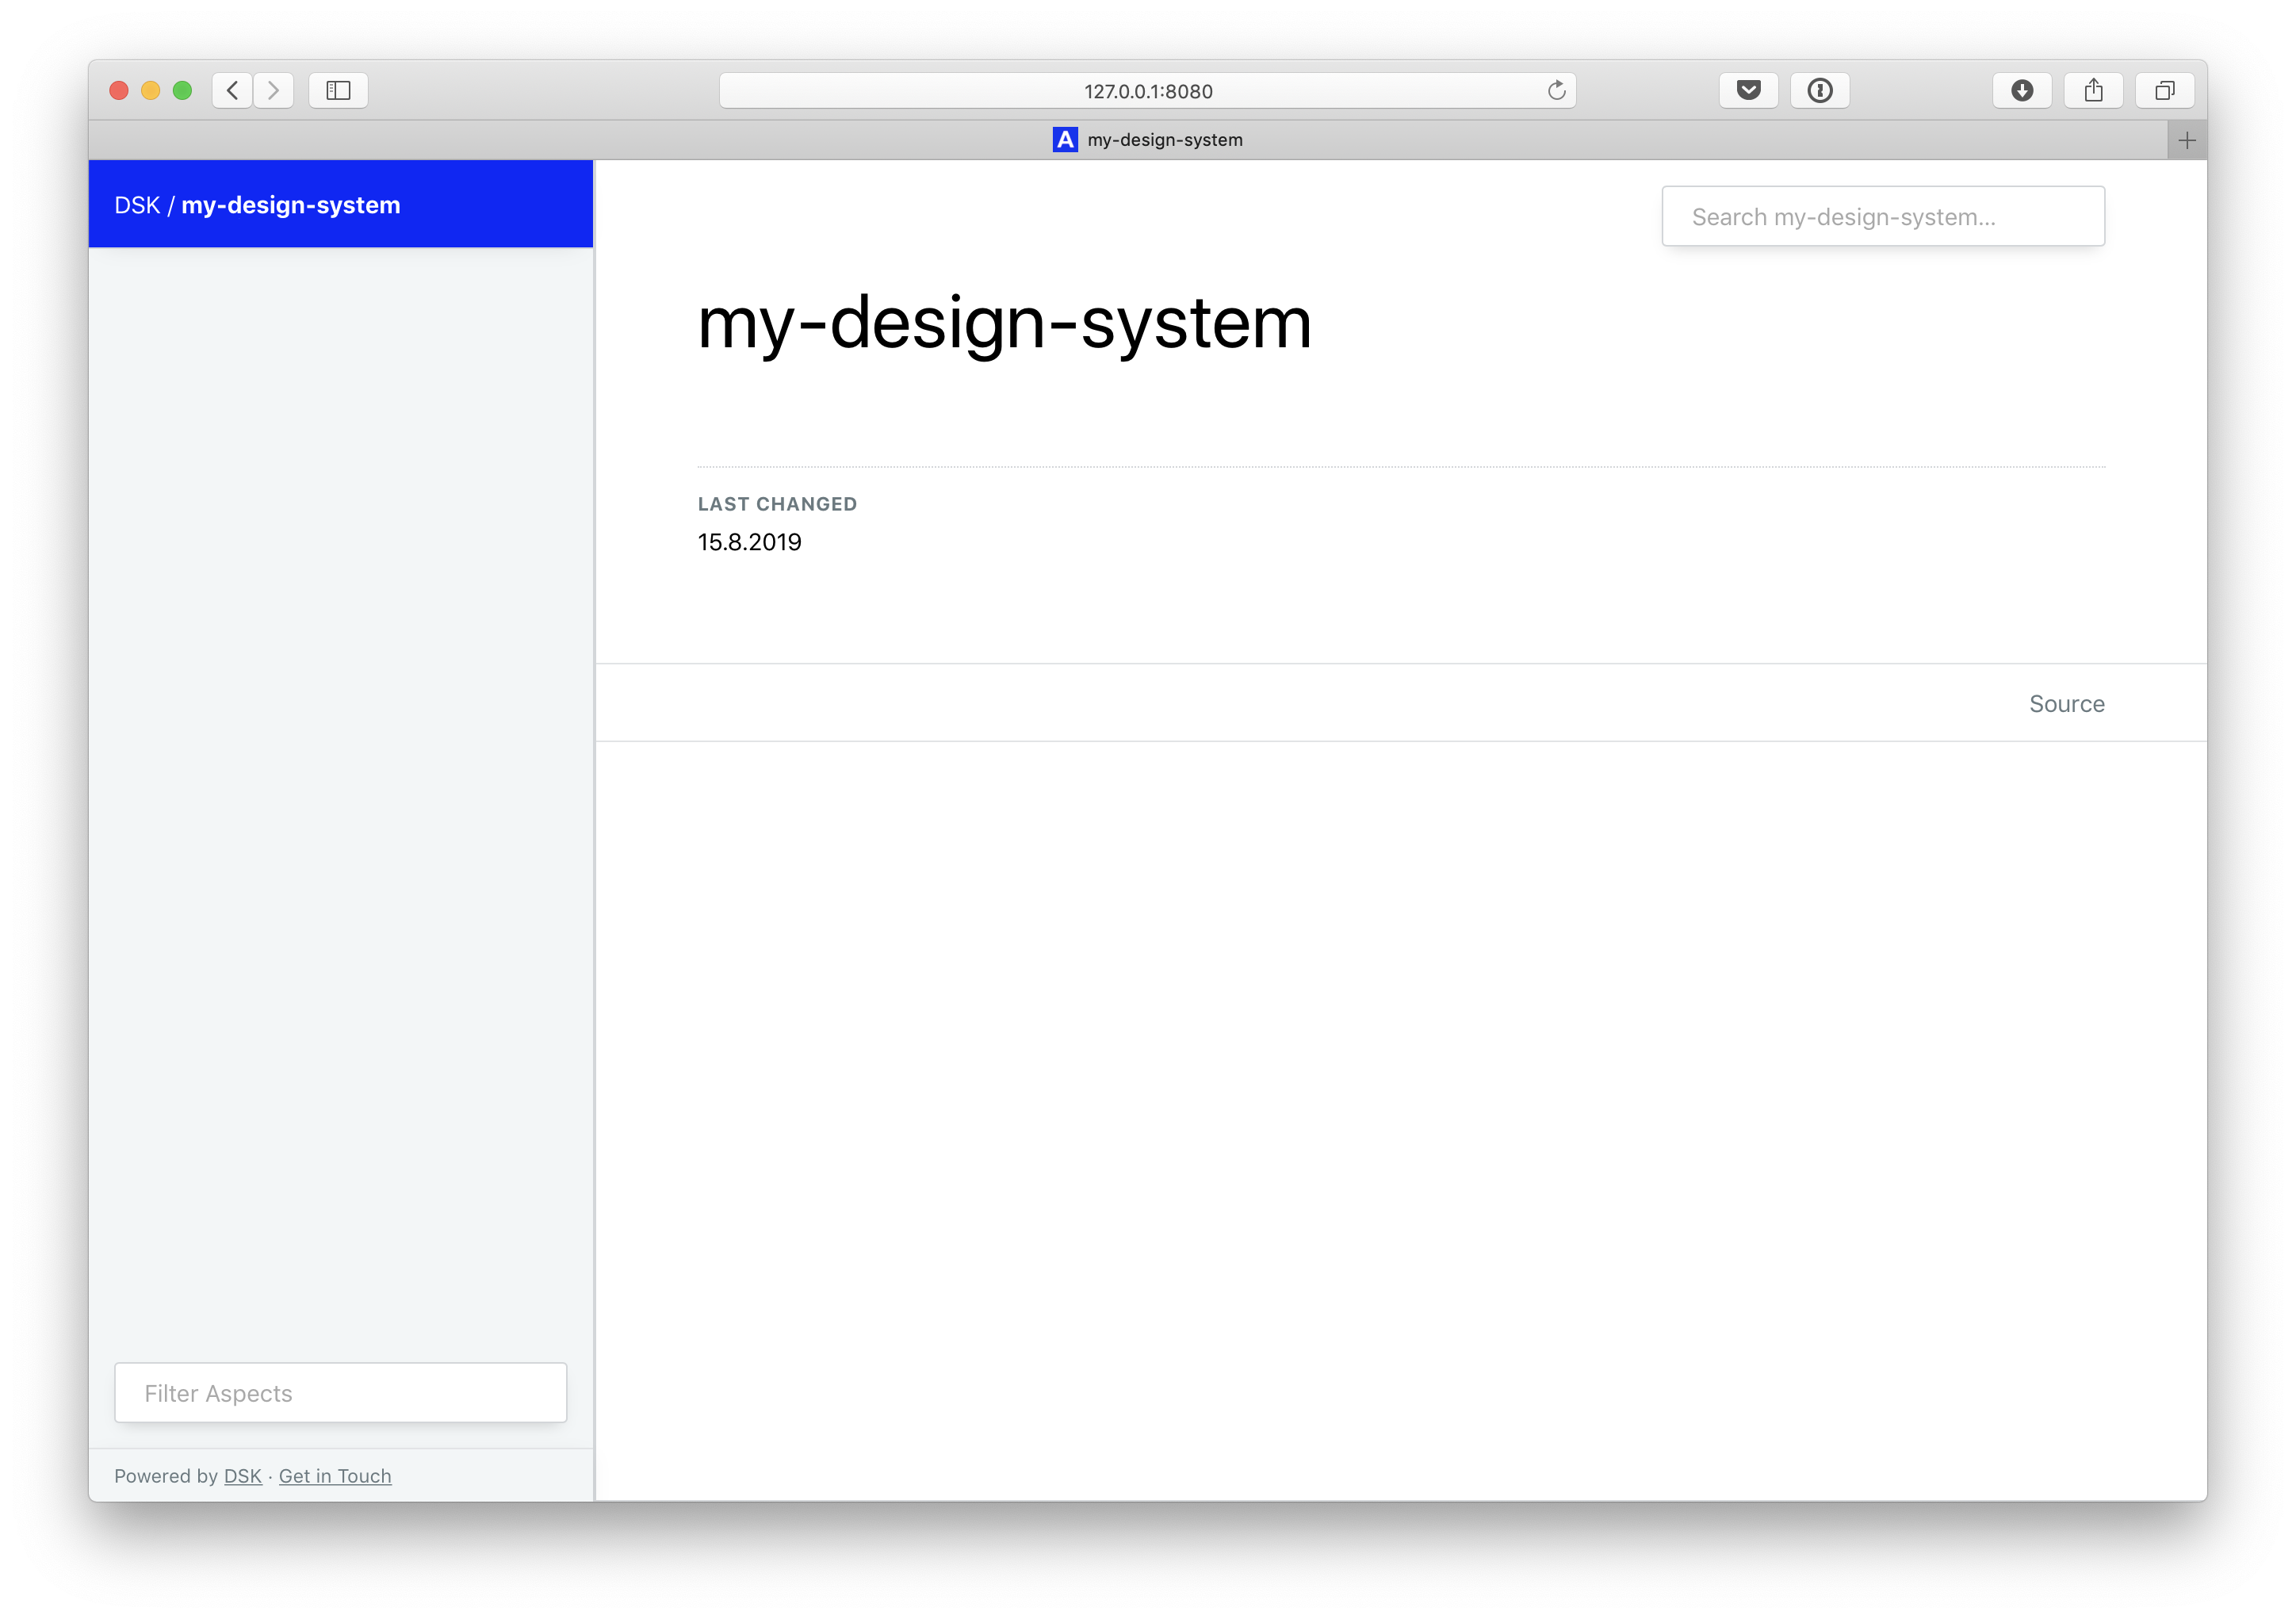 127.0.0.1:8080
A my-design-system
DSK / my-design-system
Search my-design-system...
my-design-system
LAST CHANGED
15.8.2019
Source
Filter Aspects
Powered by DSK · Get in Touch